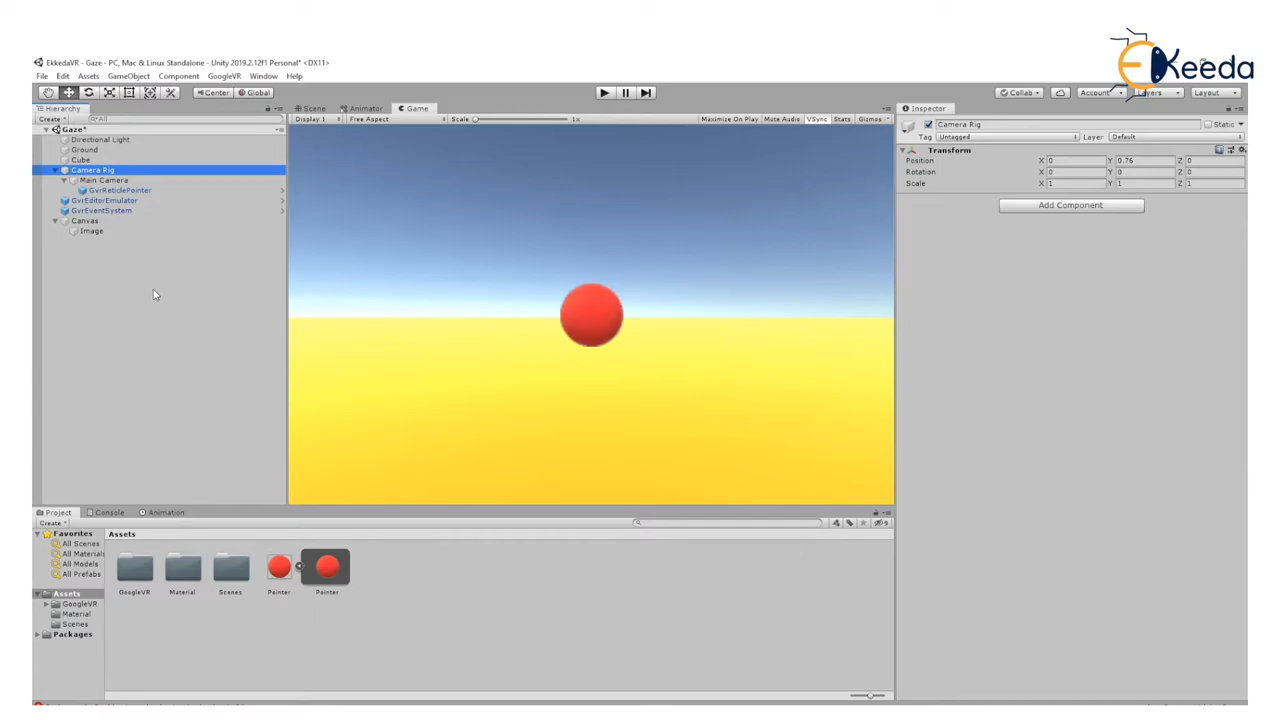 EKeeda
EkkedaVR - Gaze - PC, Mac & Linux Standalone - Unity 2019.2.12f1 Personal* <DX11>
File Edit Assets GameObject Component GoogleVR Window Help
Center Global Collab Account Layers Layout
Hierarchy Scene Animator Game Inspector
Create All Display 1 Free Aspect Scale 1x Maximize On Play Mute Audio VSync Stats Gizmos
Camera Rig Static
Gaze*
Tag Untagged Layer Default
Directional Light
Ground
Transform
Cube
Position X 0 Y 0.76 Z 0
Camera Rig
Rotation X 0 Y 0 Z 0
Main Camera
Scale X 1 Y 1 Z 1
GvrReticlePointer
GvrEditorEmulator
Add Component
GvrEventSystem
Canvas
Image
Project Console Animation
Create
Favorites
Assets
All Scenes
All Materials
All Models
All Prefabs
GoogleVR Material Scenes Pointer Pointer
Assets
GoogleVR
Material
Scenes
Packages